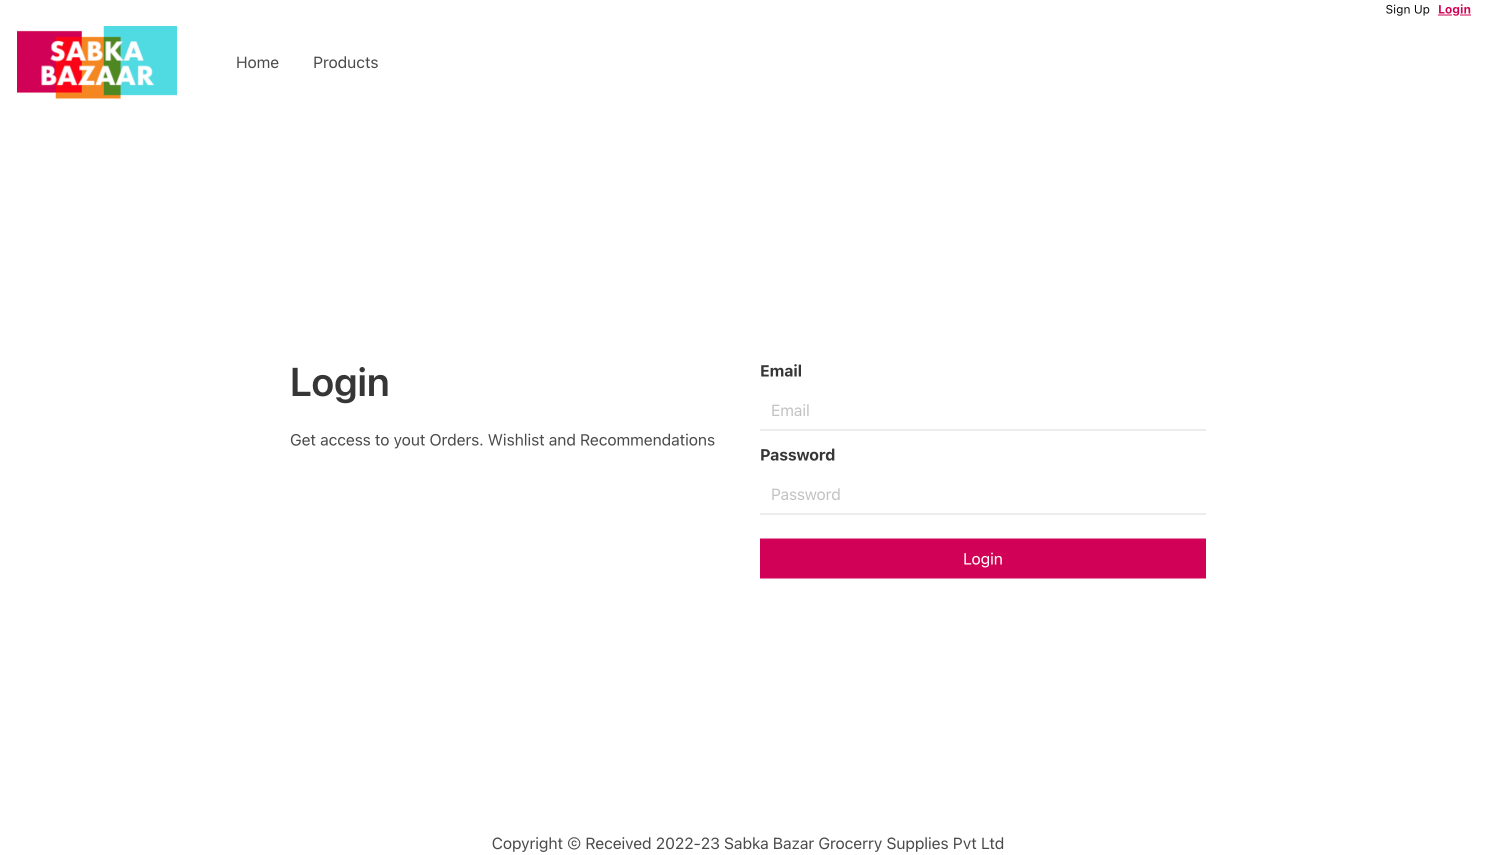 Sign Up Login
SABKA
BAZAAR
Home Products
Login
Get access to yout Orders. Wishlist and Recommendations
Email
Email
Password
Password
Login
Copyright © Received 2022-23 Sabka Bazar Grocerry Supplies Pvt Ltd